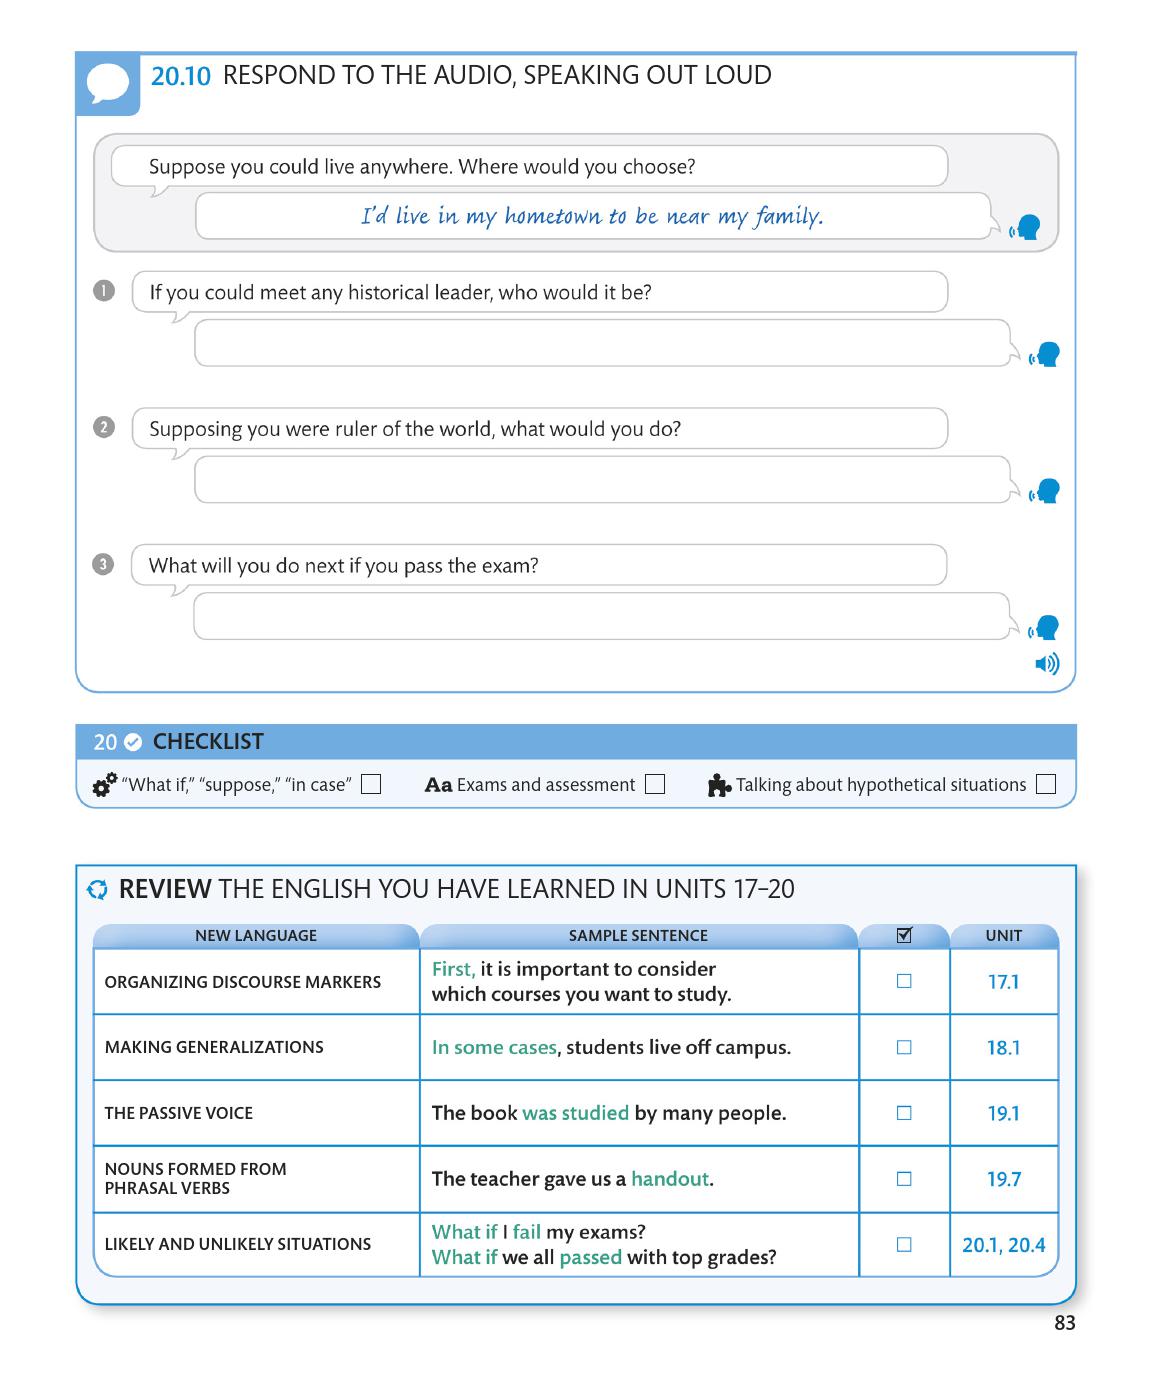 20.10 RESPOND TO THE AUDIO, SPEAKING OUT LOUD
Suppose you could live anywhere. Where would you choose?
I'd live in my hometown to be near my family.
1 If you could meet any historical leader, who would it be?
2 Supposing you were ruler of the world, what would you do?
3 What will you do next if you pass the exam?
20 CHECKLIST
“What if,” “suppose,” “in case” Aa Exams and assessment Talking about hypothetical situations
REVIEW THE ENGLISH YOU HAVE LEARNED IN UNITS 17–20
NEW LANGUAGE SAMPLE SENTENCE UNIT
ORGANIZING DISCOURSE MARKERS
First, it is important to consider
which courses you want to study.
17.1
MAKING GENERALIZATIONS In some cases, students live off campus. 18.1
THE PASSIVE VOICE The book was studied by many people. 19.1
NOUNS FORMED FROM
PHRASAL VERBS
The teacher gave us a handout. 19.7
LIKELY AND UNLIKELY SITUATIONS
What if I fail my exams?
What if we all passed with top grades?
20.1, 20.4
83